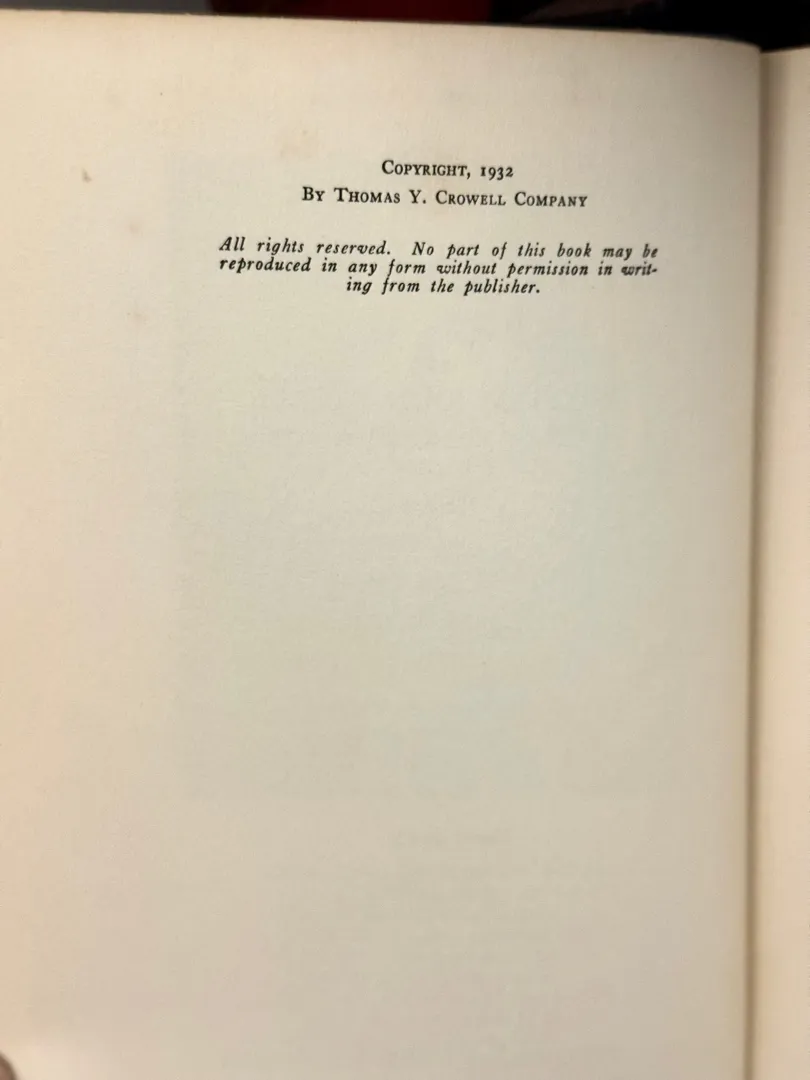 COPYRIGHT, 1932
BY THOMAS Y. CROWELL COMPANY
All rights reserved. No part of this book may be
reproduced in any form without permission in writ-
ing from the publisher.